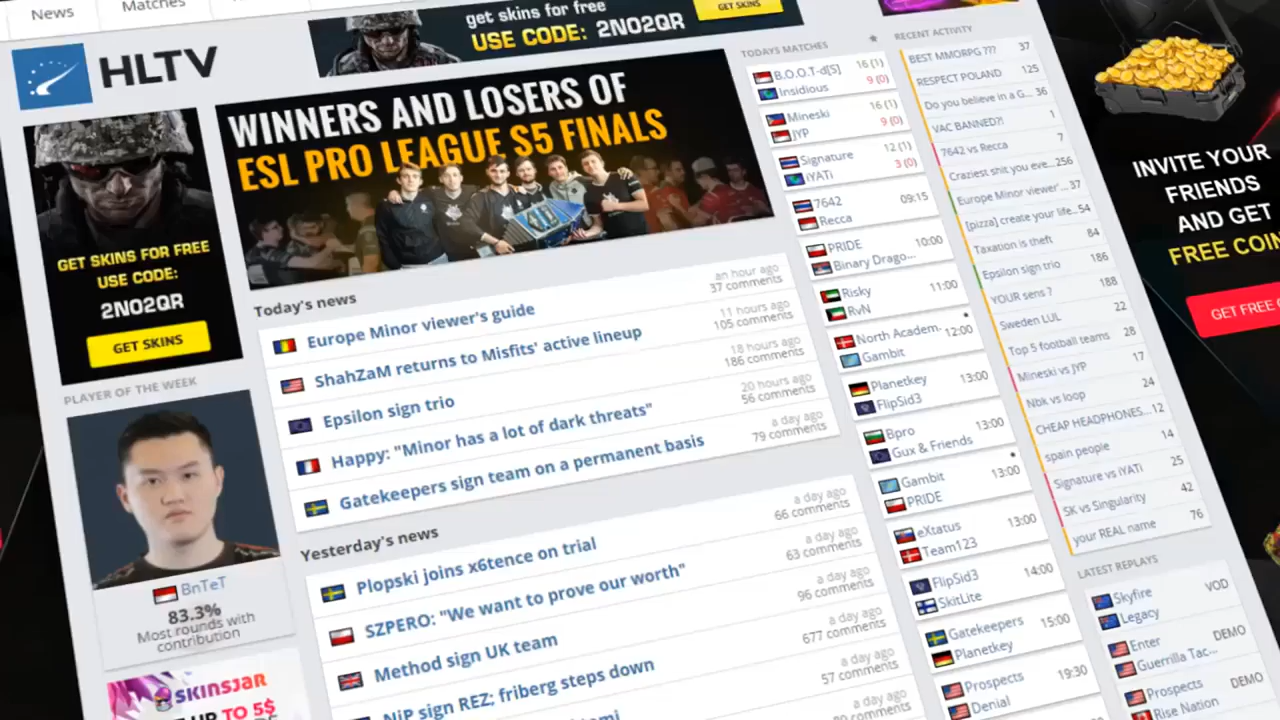 News
Matches
HLTV
get skins for free
USE CODE: 2NO2QR
GET SKINS
GET SKINS FOR FREE
USE CODE:
2NO2QR
GET SKINS
PLAYER OF THE WEEK
BnTeT
83.3%
Most rounds with
contribution
SKINSJAR
UP TO 5$
WINNERS AND LOSERS OF
ESL PRO LEAGUE S5 FINALS
Today's news
Europe Minor viewer's guide
an hour ago
37 comments
ShahZaM returns to Misfits' active lineup
11 hours ago
105 comments
Epsilon sign trio
18 hours ago
186 comments
Happy: "Minor has a lot of dark threats"
20 hours ago
56 comments
Gatekeepers sign team on a permanent basis
a day ago
79 comments
Yesterday's news
Plopski joins x6tence on trial
a day ago
66 comments
SZPERO: "We want to prove our worth"
a day ago
63 comments
Method sign UK team
a day ago
96 comments
NiP sign REZ; friberg steps down
a day ago
677 comments
a day ago
57 comments
a day ago
TODAYS MATCHES
B.O.O.T-d[S] 16 (1)
Insidious 9 (0)
Mineski 16 (1)
JYP 9 (0)
Signature 12 (1)
iYATi 3 (0)
7642 09:15
Recca
PRIDE 10:00
Binary Drago...
Risky 11:00
RvN
North Academ. 12:00
Gambit
Planetkey 13:00
FlipSid3
Bpro 13:00
Gux & Friends
Gambit 13:00
PRIDE
eXtatus 13:00
Team123
FlipSid3 14:00
SkitLite
Gatekeepers 15:00
Planetkey
Prospects 19:30
Denial
RECENT ACTIVITY
BEST MMORPG ??? 37
RESPECT POLAND 125
Do you believe in a G... 36
VAC BANNED?! 1
7642 vs Recca 7
Craziest shit you eve... 256
Europe Minor viewer'... 37
[pizza] create your life... 54
Taxation is theft 84
Epsilon sign trio 186
YOUR sens ? 188
Sweden LUL 22
Top 5 football teams 28
Mineski vs JYP 17
Nbk vs loop 24
CHEAP HEADPHONES... 12
spain people 14
Signature vs iYATi 25
SK vs Singularity 42
your REAL name 76
LATEST REPLAYS
Skyfire VOD
Legacy
Enter DEMO
Guerrilla Tac...
Prospects DEMO
Rise Nation
INVITE YOUR
FRIENDS
AND GET
FREE COIN
GET FREE